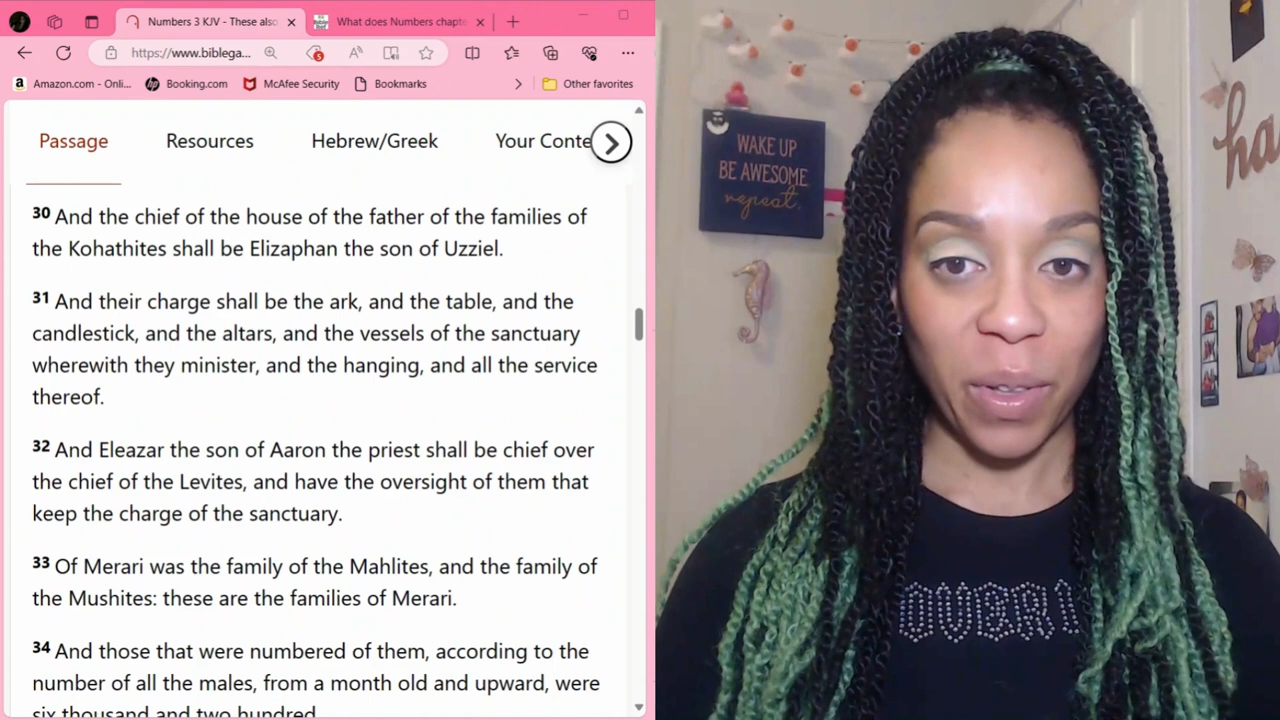 Numbers 3 KJV - These also
What does Numbers chapte
https://www.biblega...
5
Amazon.com - Onli...
Booking.com
McAfee Security
Bookmarks
Other favorites
Passage
Resources
Hebrew/Greek
Your Conte
30 And the chief of the house of the father of the families of
the Kohathites shall be Elizaphan the son of Uzziel.
31 And their charge shall be the ark, and the table, and the
candlestick, and the altars, and the vessels of the sanctuary
wherewith they minister, and the hanging, and all the service
thereof.
32 And Eleazar the son of Aaron the priest shall be chief over
the chief of the Levites, and have the oversight of them that
keep the charge of the sanctuary.
33 Of Merari was the family of the Mahlites, and the family of
the Mushites: these are the families of Merari.
34 And those that were numbered of them, according to the
number of all the males, from a month old and upward, were
six thousand and two hundred.
WAKE UP
BE AWESOME
repeat.
ha